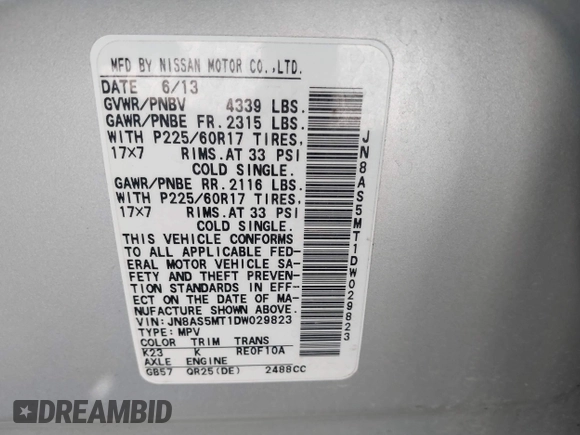 MFD BY NISSAN MOTOR CO.,LTD.
DATE 6/13
GVWR/PNBV 4339 LBS.
GAWR/PNBE FR. 2315 LBS.
WITH P225/60R17 TIRES,
17×7 RIMS.AT 33 PSI
COLD SINGLE.
GAWR/PNBE RR. 2116 LBS.
WITH P225/60R17 TIRES,
17×7 RIMS.AT 33 PSI
COLD SINGLE.
THIS VEHICLE CONFORMS
TO ALL APPLICABLE FED-
ERAL MOTOR VEHICLE SA-
FETY AND THEFT PREVEN-
TION STANDARDS IN EFF-
ECT ON THE DATE OF MA-
NUFACTURE SHOWN ABOVE.
VIN: JN8AS5MT1DW029823
TYPE: MPV
COLOR TRIM TRANS
K23 K RE0F10A
AXLE ENGINE
GB57 QR25(DE) 2488CC
JN8AS5MT1DW029823
DREAMBID